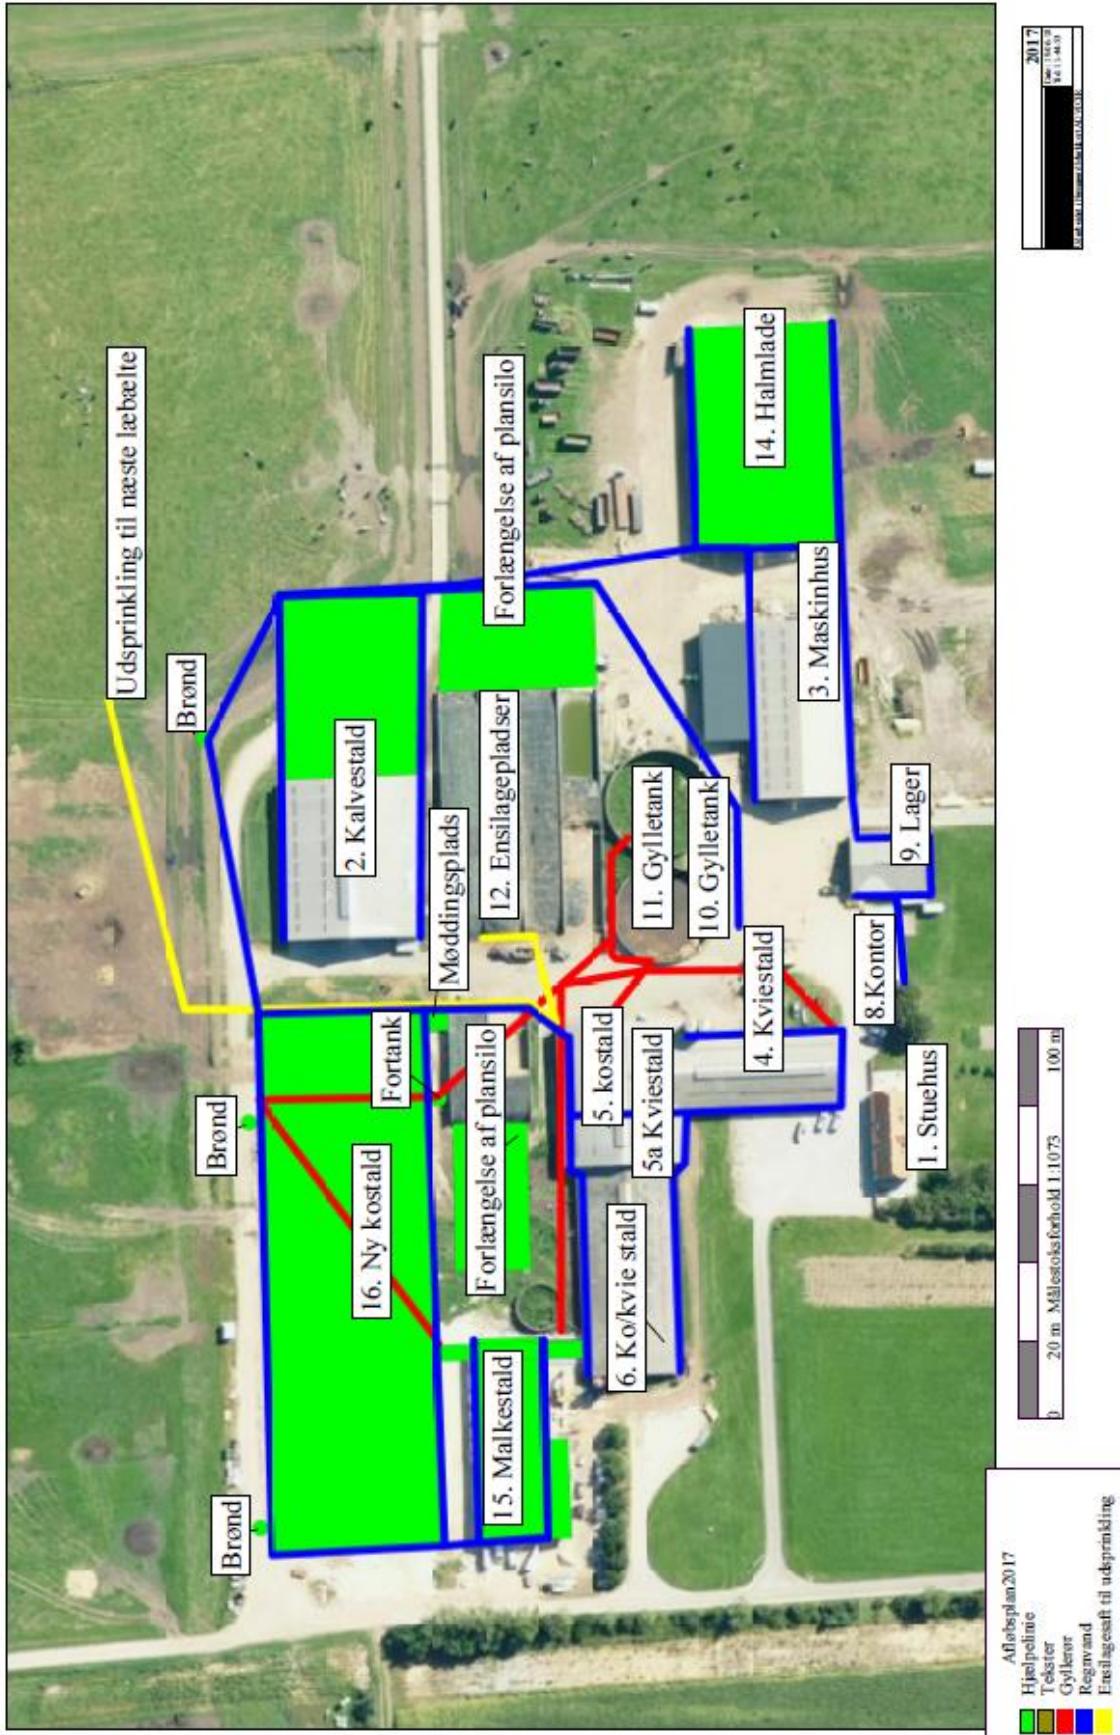 Udsprinkling til næste læbælte
Brønd
Brønd
Brønd
2. Kalvestald
Møddingsplads
12. Ensilagepladser
Forlængelse af plansilo
Fortank
16. Ny kostald
Forlængelse af plansilo
15. Malkestald
11. Gylletank
10. Gylletank
5. kostald
5a Kviestald
4. Kviestald
6. Ko/kvie stald
14. Halmlade
3. Maskinhus
9. Lager
8.Kontor
1. Stuehus
Afløbsplan2017
Hjælpelinie
Tekster
Gyllerør
Regnvand
Ensilagesaft til udsprinkling
0 20 m Målestoksforhold 1:1073 100 m
2017